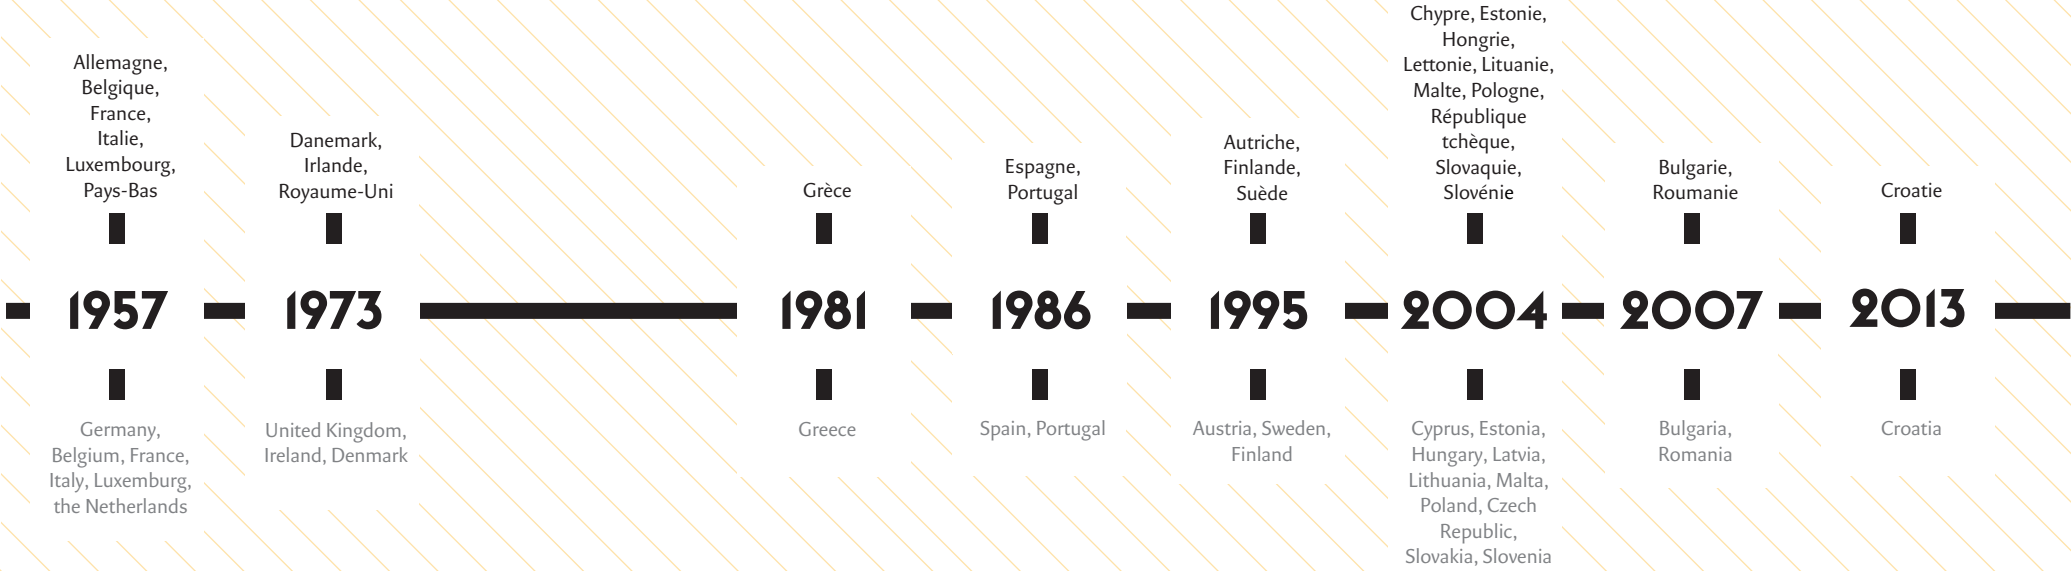 Allemagne,
Belgique,
France,
Italie,
Luxembourg,
Pays-Bas
1957
Germany,
Belgium, France,
Italy, Luxemburg,
the Netherlands
Danemark,
Irlande,
Royaume-Uni
1973
United Kingdom,
Ireland, Denmark
Grèce
1981
Greece
Espagne,
Portugal
1986
Spain, Portugal
Autriche,
Finlande,
Suède
1995
Austria, Sweden,
Finland
Chypre, Estonie,
Hongrie,
Lettonie, Lituanie,
Malte, Pologne,
République
tchèque,
Slovaquie,
Slovénie
2004
Cyprus, Estonia,
Hungary, Latvia,
Lithuania, Malta,
Poland, Czech
Republic,
Slovakia, Slovenia
Bulgarie,
Roumanie
2007
Bulgaria,
Romania
Croatie
2013
Croatia